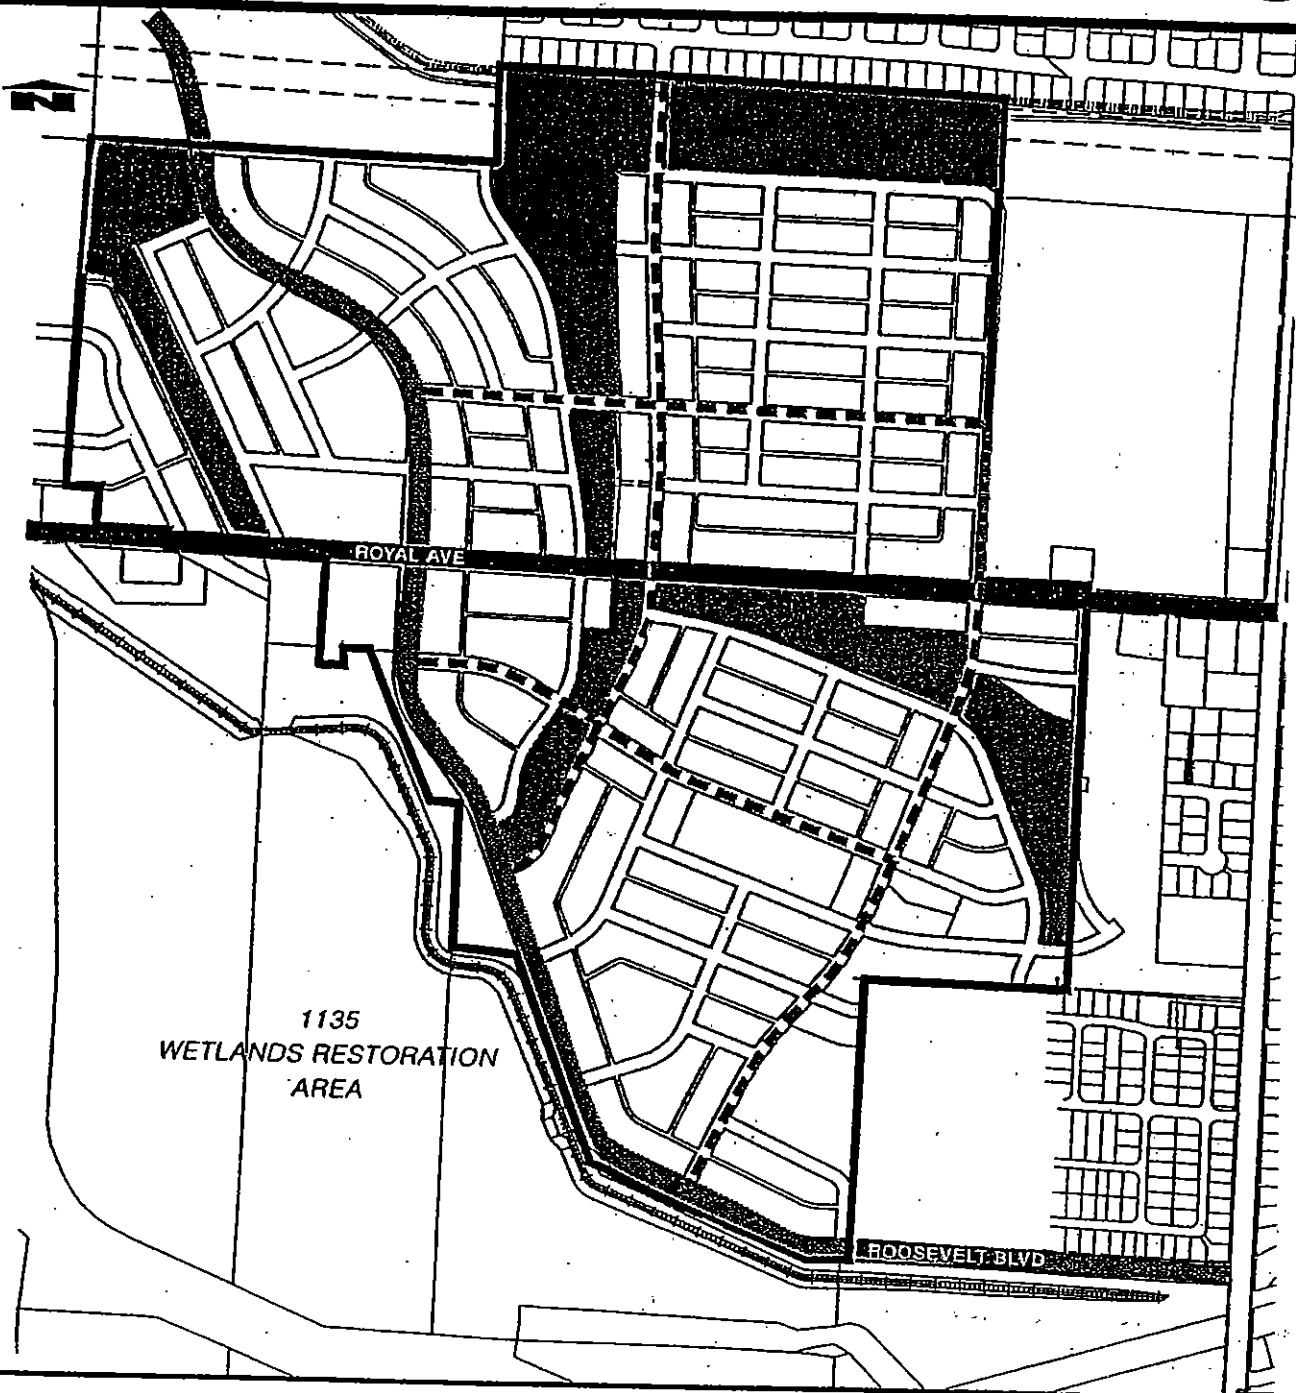 N
ROYAL AVE
1135
WETLANDS RESTORATION
AREA
ROOSEVELT BLVD